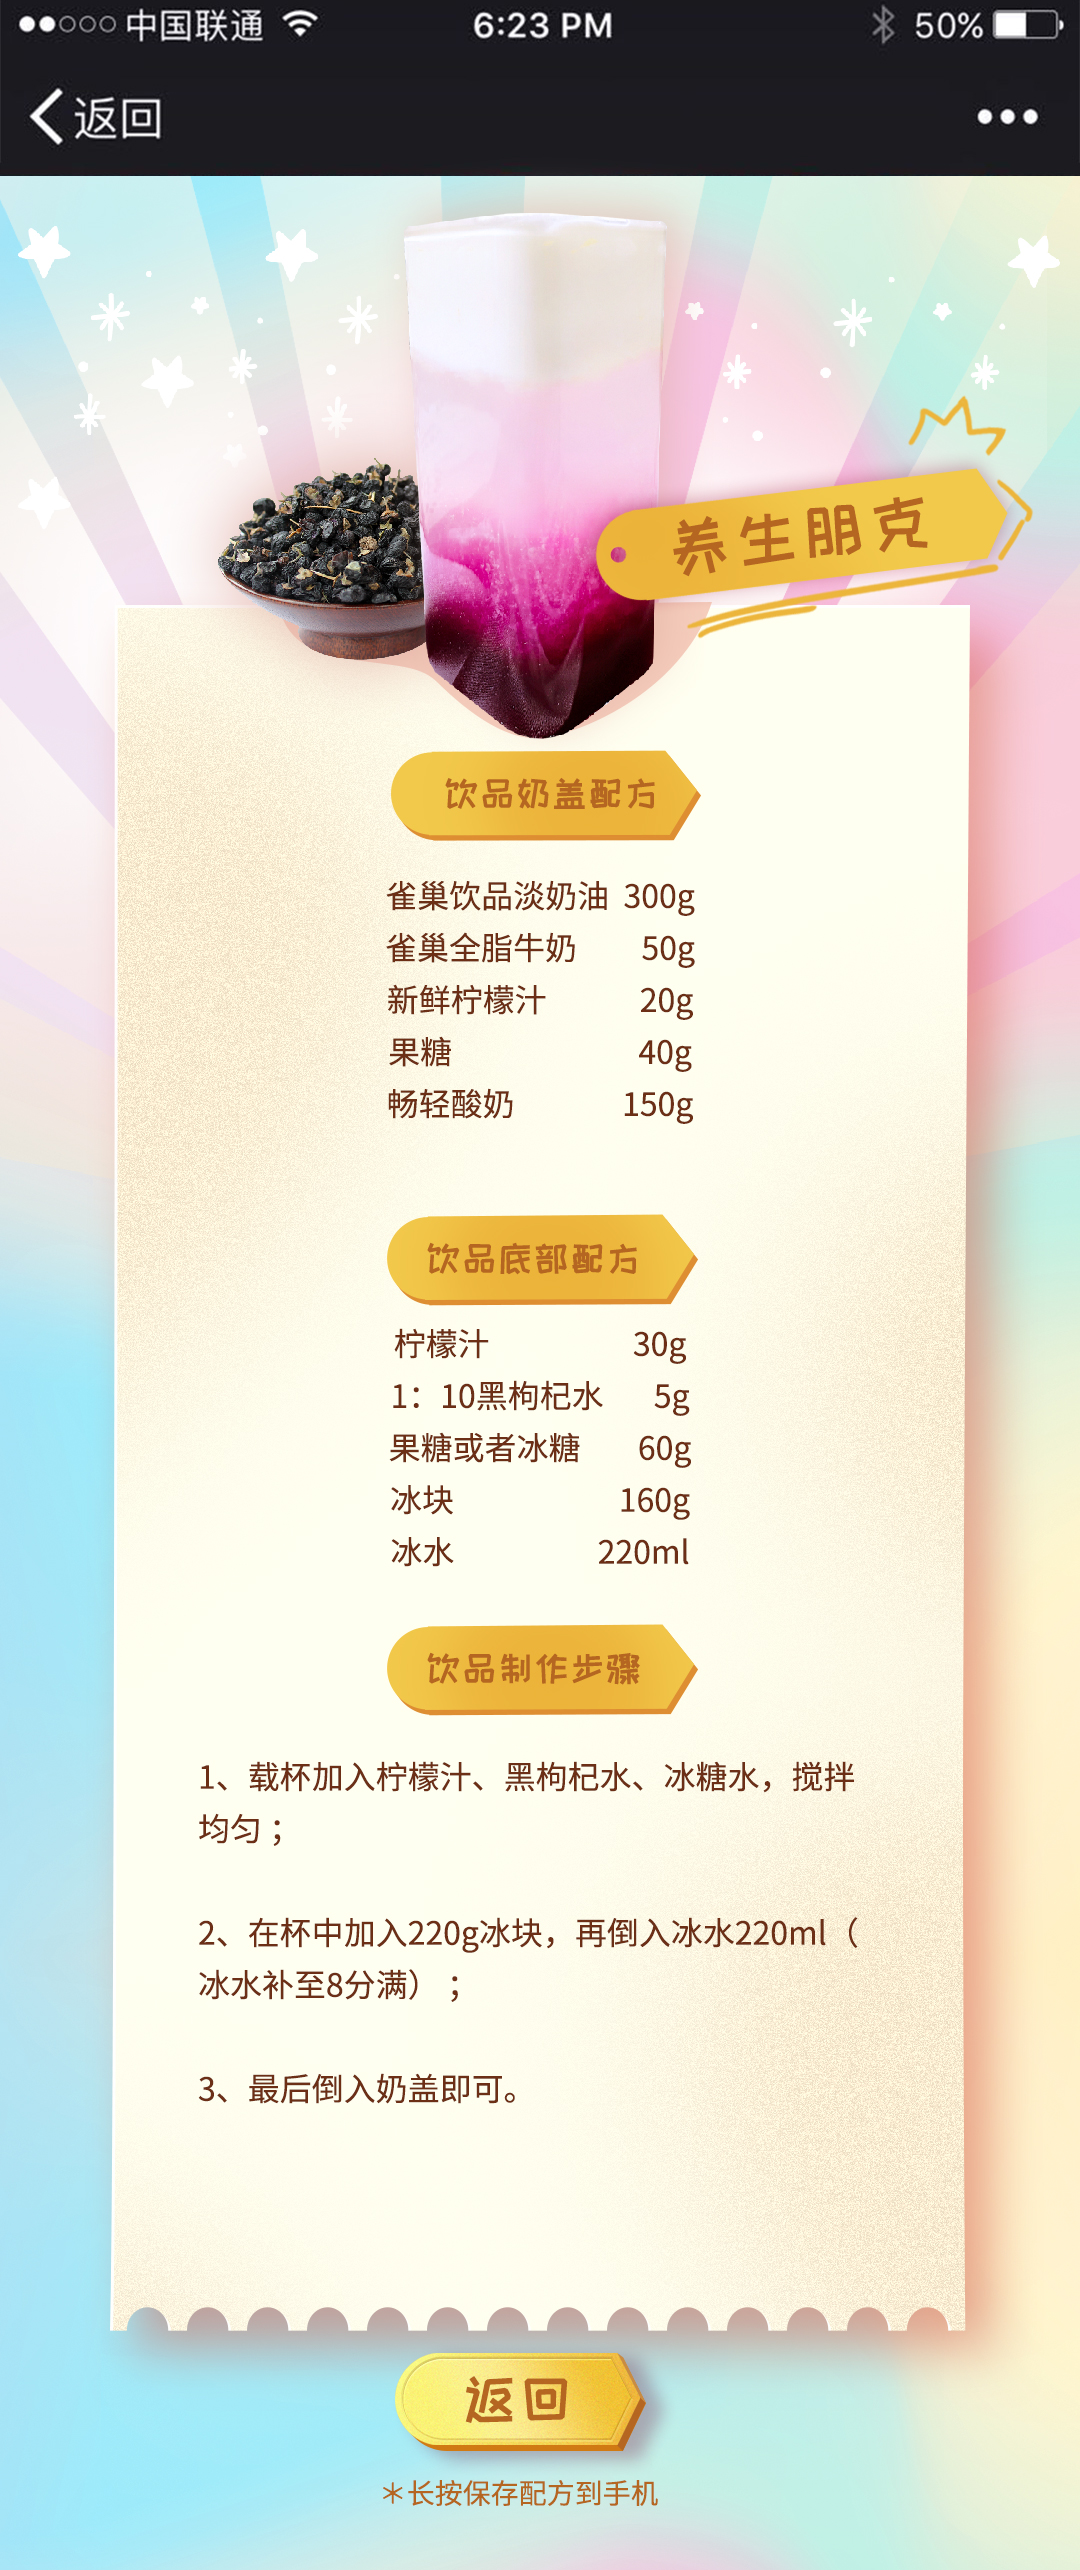 中国联通 6:23 PM 50%
返回
养生朋克
饮品奶盖配方
雀巢饮品淡奶油 300g
雀巢全脂牛奶 50g
新鲜柠檬汁 20g
果糖 40g
畅轻酸奶 150g
饮品底部配方
柠檬汁 30g
1：10黑枸杞水 5g
果糖或者冰糖 60g
冰块 160g
冰水 220ml
饮品制作步骤
1、载杯加入柠檬汁、黑枸杞水、冰糖水，搅拌
均匀；
2、在杯中加入220g冰块，再倒入冰水220ml（
冰水补至8分满）；
3、最后倒入奶盖即可。
返回
＊长按保存配方到手机